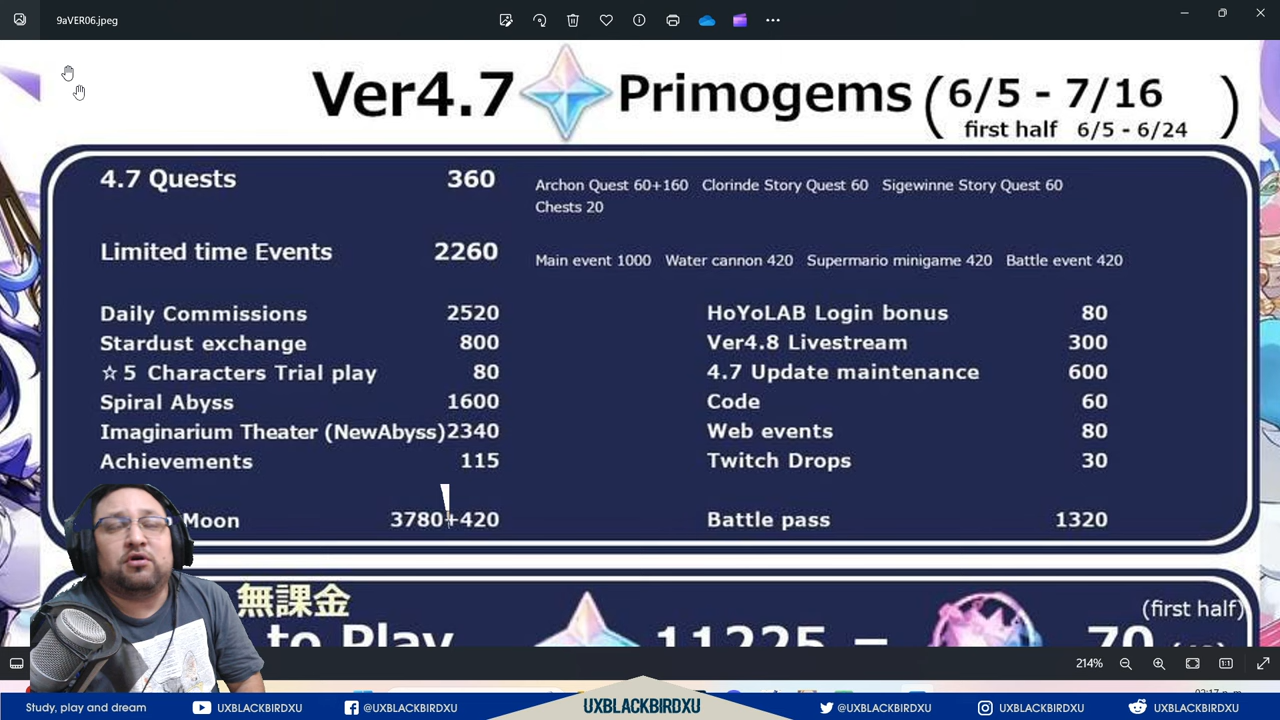 9aVER06.jpeg
Ver4.7 Primogems ( 6/5 - 7/16 )
first half 6/5 - 6/24
4.7 Quests 360 Archon Quest 60+160 Clorinde Story Quest 60 Sigewinne Story Quest 60
Chests 20
Limited time Events 2260 Main event 1000 Water cannon 420 Supermario minigame 420 Battle event 420
Daily Commissions 2520 HoYoLAB Login bonus 80
Stardust exchange 800 Ver4.8 Livestream 300
☆5 Characters Trial play 80 4.7 Update maintenance 600
Spiral Abyss 1600 Code 60
Imaginarium Theater (NewAbyss) 2340 Web events 80
Achievements 115 Twitch Drops 30
Moon 3780+420 Battle pass 1320
無課金 (first half)
to Play 11225 = 70
214%
Study, play and dream UXBLACKBIRDXU @UXBLACKBIRDXU UXBLACKBIRDXU @UXBLACKBIRDXU UXBLACKBIRDXU UXBLACKBIRDXU